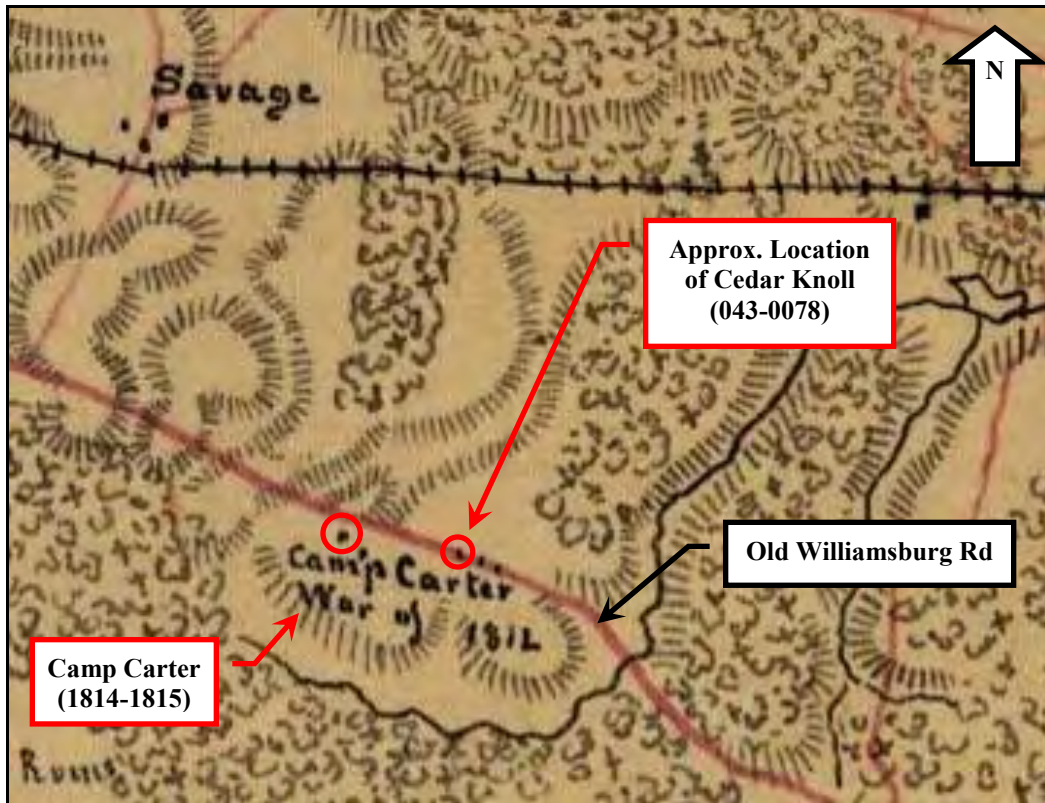 Savage
N
Approx. Location
of Cedar Knoll
(043-0078)
Old Williamsburg Rd
Camp Carter
War of
1812
Camp Carter
(1814-1815)
Ruins